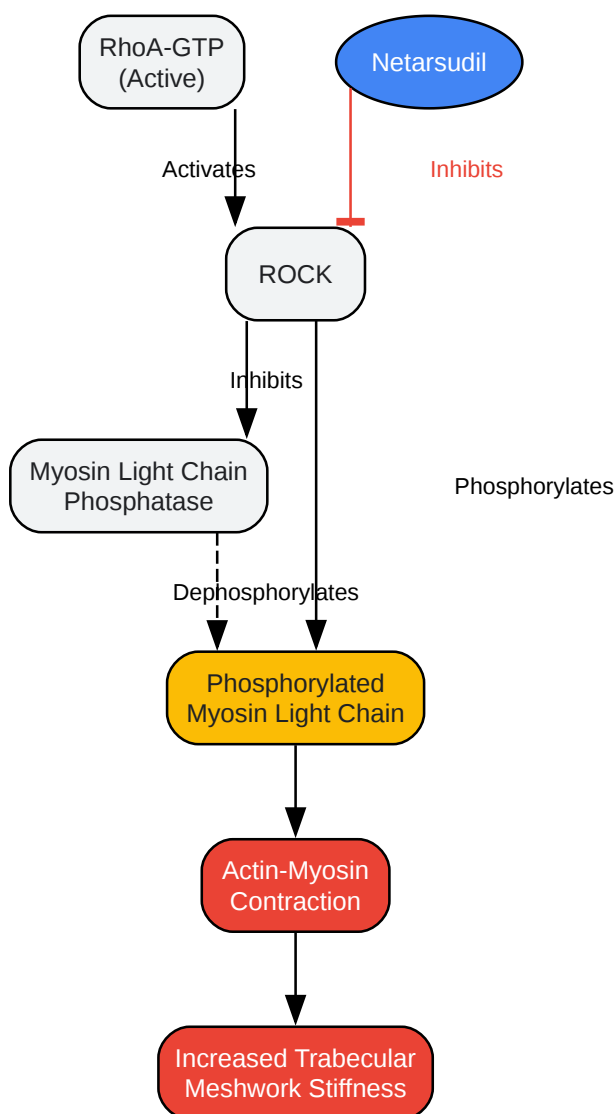 RhoA-GTP
(Active)
Netarsudil
Activates
Inhibits
ROCK
Inhibits
Myosin Light Chain
Phosphatase
Phosphorylates
Dephosphorylates
Phosphorylated
Myosin Light Chain
Actin-Myosin
Contraction
Increased Trabecular
Meshwork Stiffness